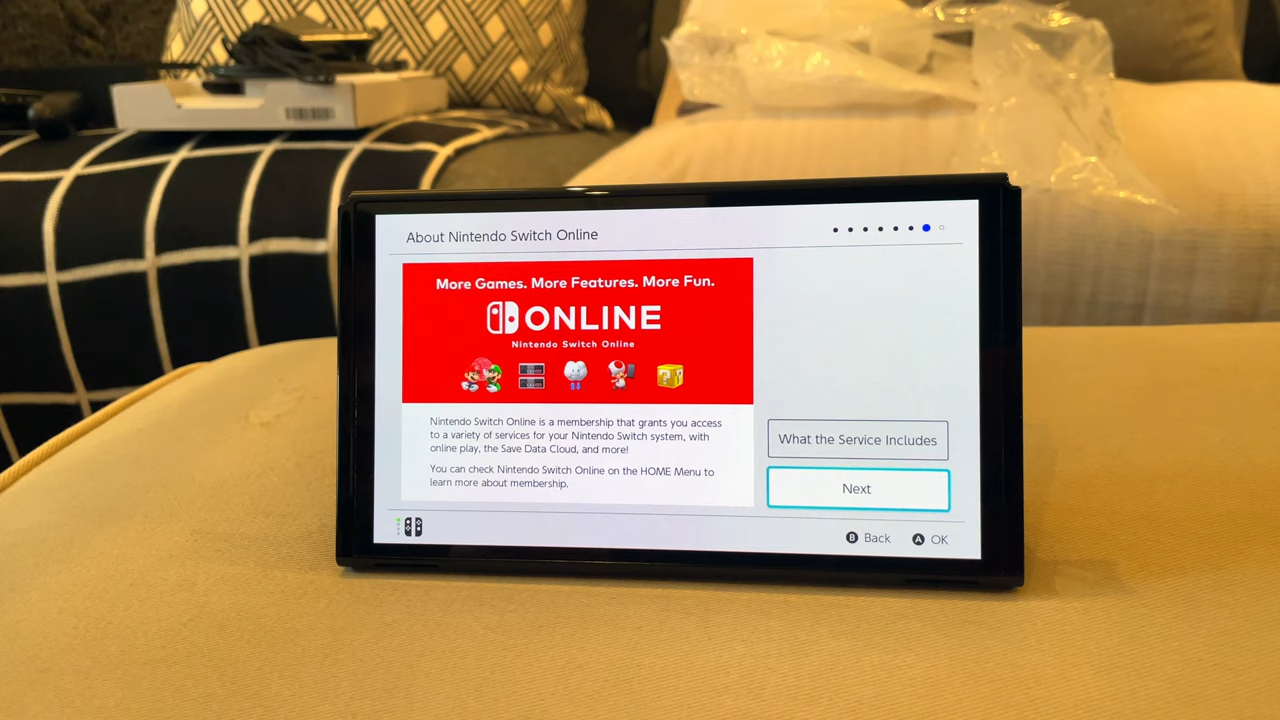 About Nintendo Switch Online
More Games. More Features. More Fun.
ONLINE
Nintendo Switch Online
Nintendo Switch Online is a membership that grants you access
to a variety of services for your Nintendo Switch system, with
online play, the Save Data Cloud, and more!
You can check Nintendo Switch Online on the HOME Menu to
learn more about membership.
What the Service Includes
Next
B Back
A OK